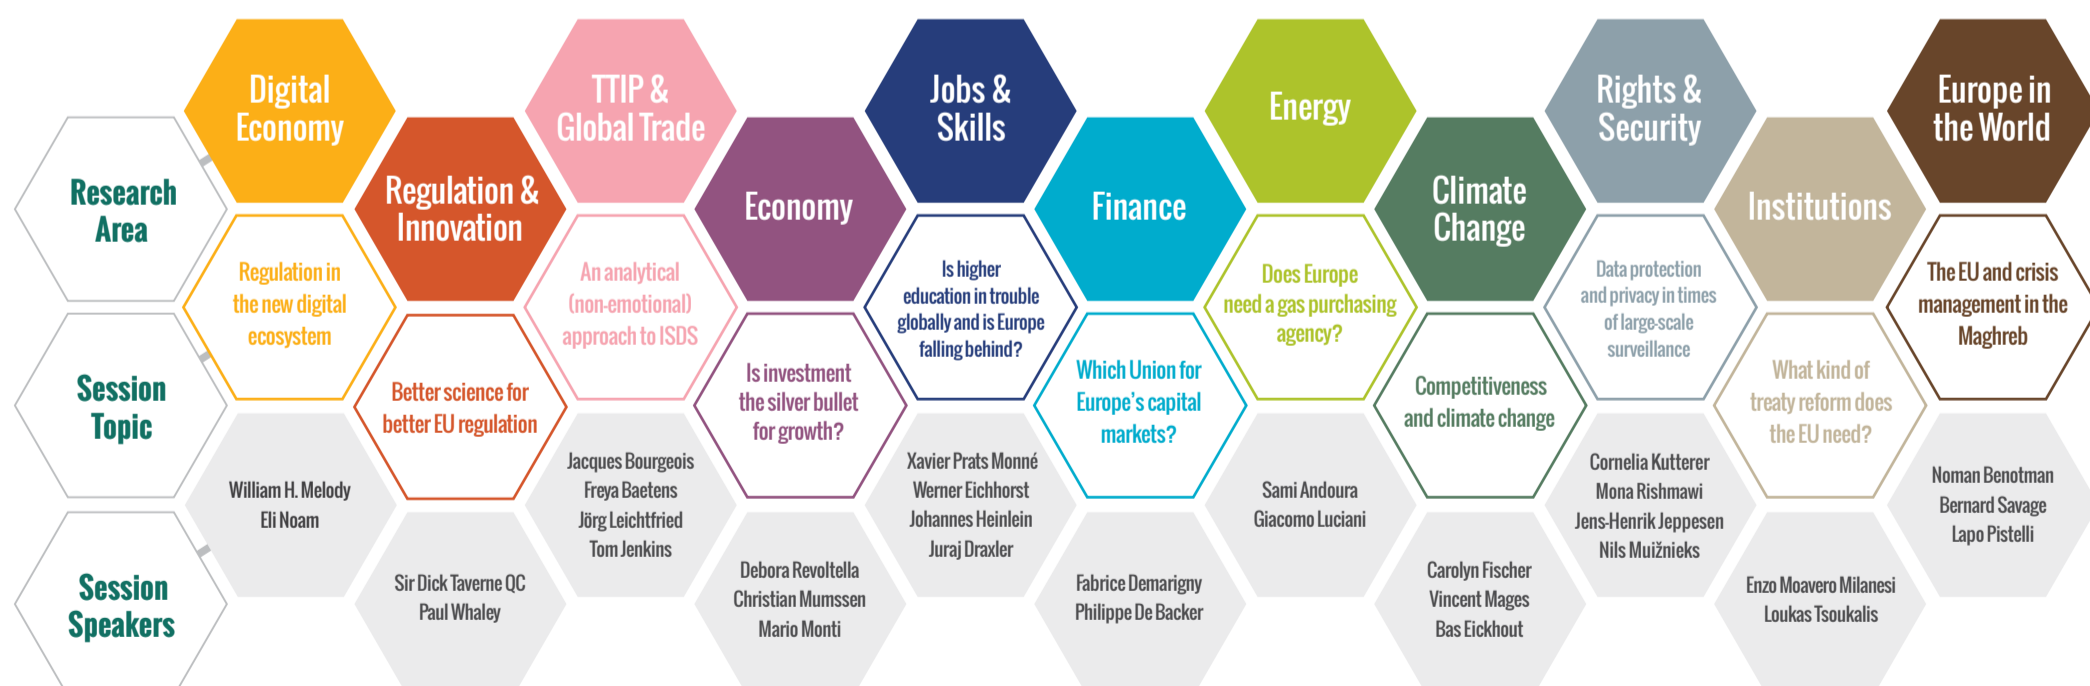 Research
Area
Session
Topic
Session
Speakers
Digital
Economy
Regulation in
the new digital
ecosystem
William H. Melody
Eli Noam
Regulation &
Innovation
Better science for
better EU regulation
Sir Dick Taverne QC
Paul Whaley
TTIP &
Global Trade
An analytical
(non-emotional)
approach to ISDS
Jacques Bourgeois
Freya Baetens
Jörg Leichtfried
Tom Jenkins
Economy
Is investment
the silver bullet
for growth?
Debora Revoltella
Christian Mumssen
Mario Monti
Jobs &
Skills
Is higher
education in trouble
globally and is Europe
falling behind?
Xavier Prats Monné
Werner Eichhorst
Johannes Heinlein
Juraj Draxler
Finance
Which Union for
Europe's capital
markets?
Fabrice Demarigny
Philippe De Backer
Energy
Does Europe
need a gas purchasing
agency?
Sami Andoura
Giacomo Luciani
Climate
Change
Competitiveness
and climate change
Carolyn Fischer
Vincent Mages
Bas Eickhout
Rights &
Security
Data protection
and privacy in times
of large-scale
surveillance
Cornelia Kutterer
Mona Rishmawi
Jens-Henrik Jeppesen
Nils Muižnieks
Institutions
What kind of
treaty reform does
the EU need?
Enzo Moavero Milanesi
Loukas Tsoukalis
Europe in
the World
The EU and crisis
management in the
Maghreb
Noman Benotman
Bernard Savage
Lapo Pistelli